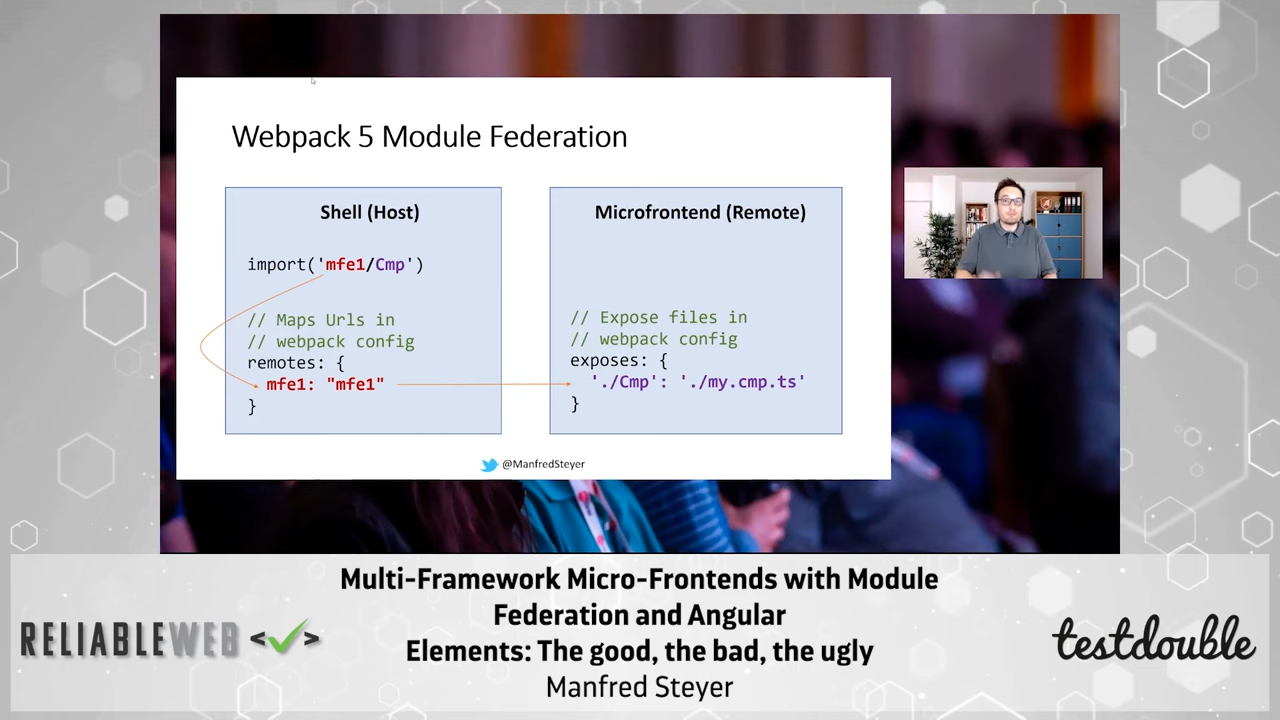 Webpack 5 Module Federation
Shell (Host)
import('mfe1/Cmp')
// Maps Urls in
// webpack config
remotes: {
mfe1: "mfe1"
}
Microfrontend (Remote)
// Expose files in
// webpack config
exposes: {
'./Cmp': './my.cmp.ts'
}
@ManfredSteyer
Multi-Framework Micro-Frontends with Module
Federation and Angular
Elements: The good, the bad, the ugly
Manfred Steyer
RELIABLEWEB <✓>
testdouble